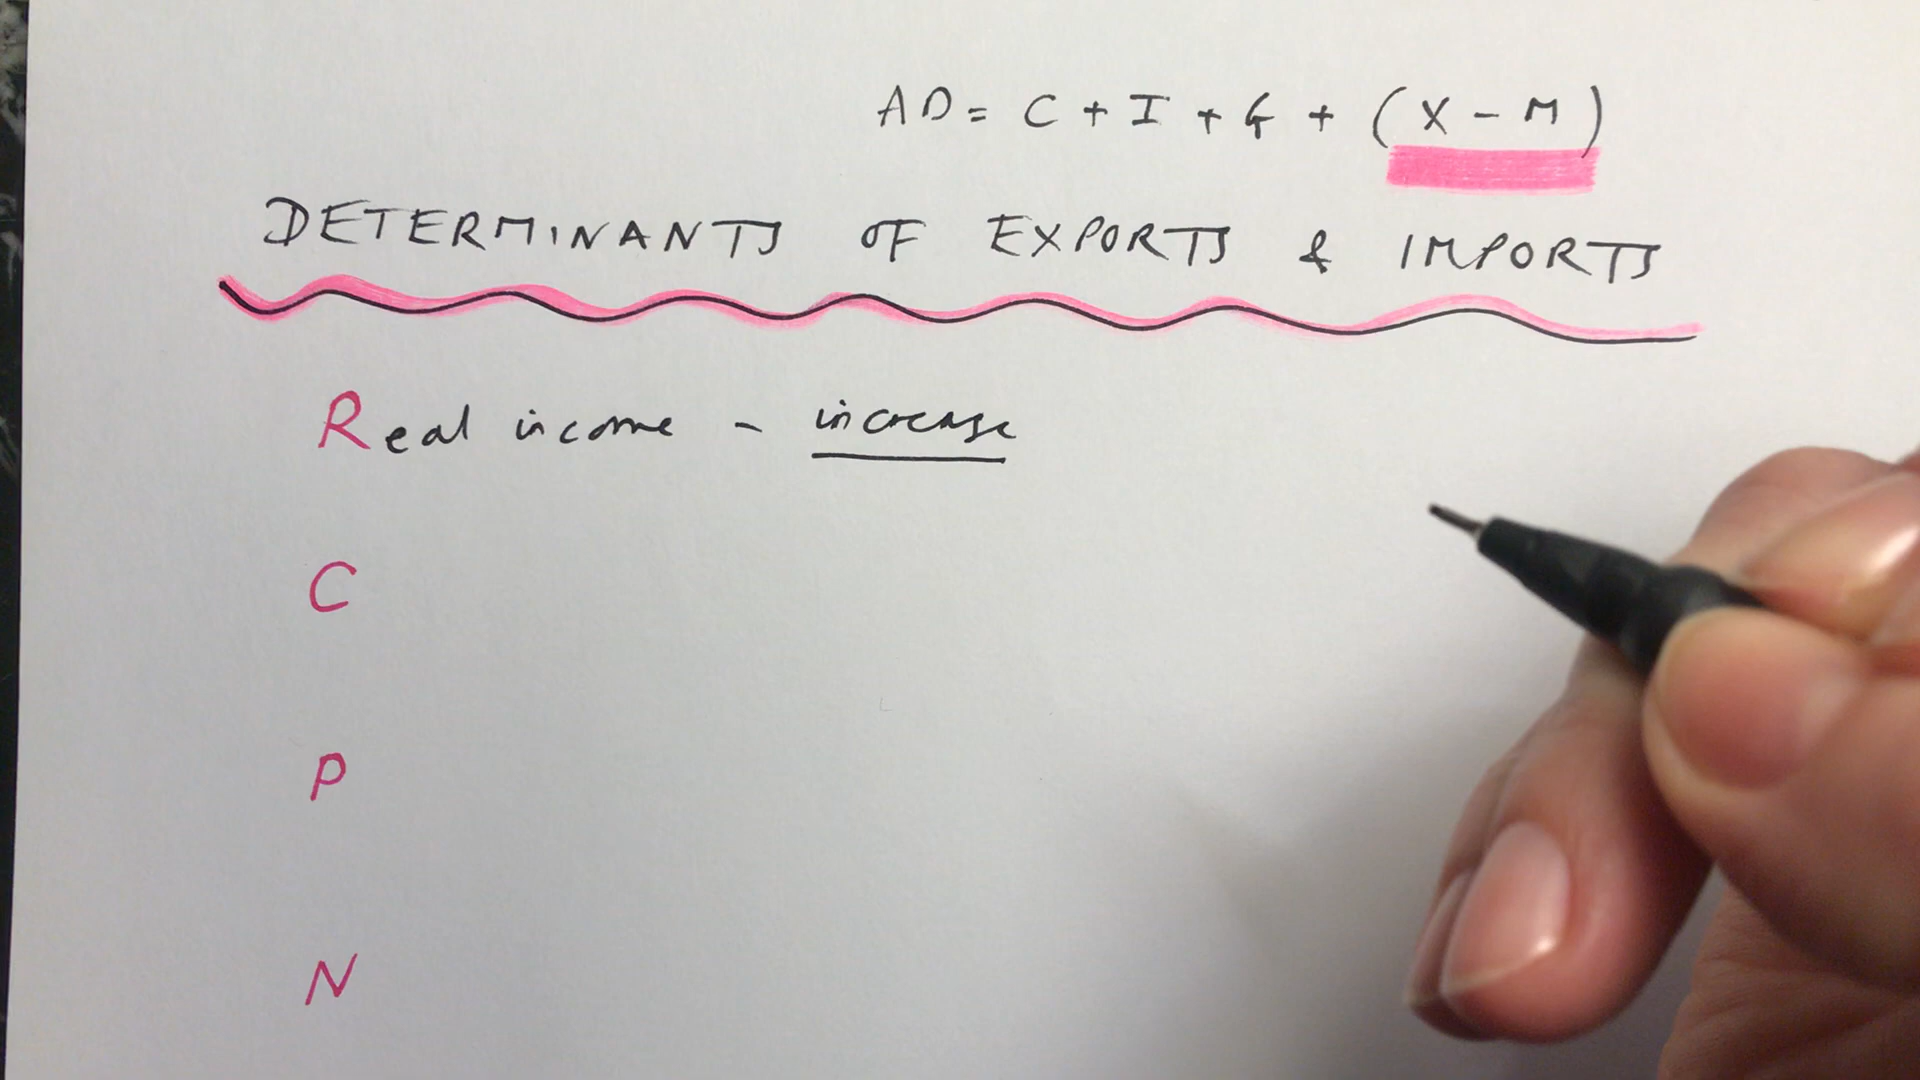 AD = C + I + G + (X - M)
DETERMINANTS OF EXPORTS & IMPORTS
Real income - increase
C
P
N